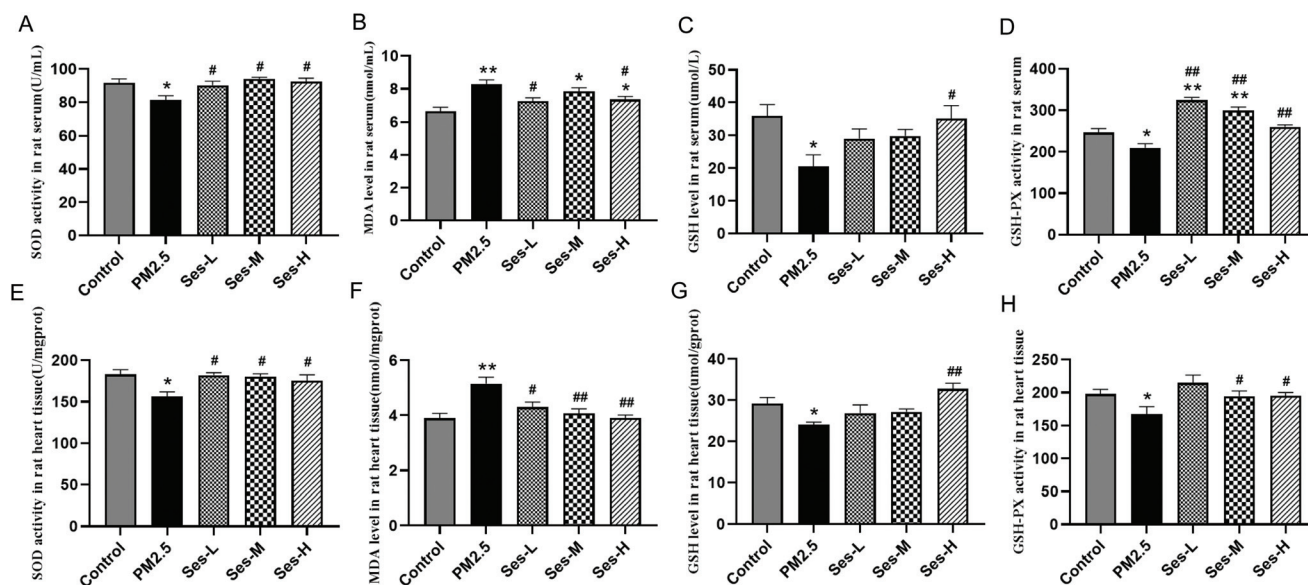 A
SOD activity in rat serum(U/mL)
100
80
60
40
20
0
*
#
#
#
Control
PM2.5
Ses-L
Ses-M
Ses-H
B
MDA level in rat serum(nmol/mL)
10
8
6
4
2
0
**
#
*
#
*
Control
PM2.5
Ses-L
Ses-M
Ses-H
C
GSH level in rat serum(umol/L)
50
40
30
20
10
0
*
#
Control
PM2.5
Ses-L
Ses-M
Ses-H
D
GSH-PX activity in rat serum
400
300
200
100
0
*
##
**
##
**
##
Control
PM2.5
Ses-L
Ses-M
Ses-H
E
SOD activity in rat heart tissue(U/mgprot)
200
150
100
50
0
*
#
#
#
Control
PM2.5
Ses-L
Ses-M
Ses-H
F
MDA level in rat heart tissue(nmol/mgprot)
6
4
2
0
**
#
##
##
Control
PM2.5
Ses-L
Ses-M
Ses-H
G
GSH level in rat heart tissue(umol/gprot)
40
30
20
10
0
*
##
Control
PM2.5
Ses-L
Ses-M
Ses-H
H
GSH-PX activity in rat heart tissue
250
200
150
100
50
0
*
#
#
Control
PM2.5
Ses-L
Ses-M
Ses-H